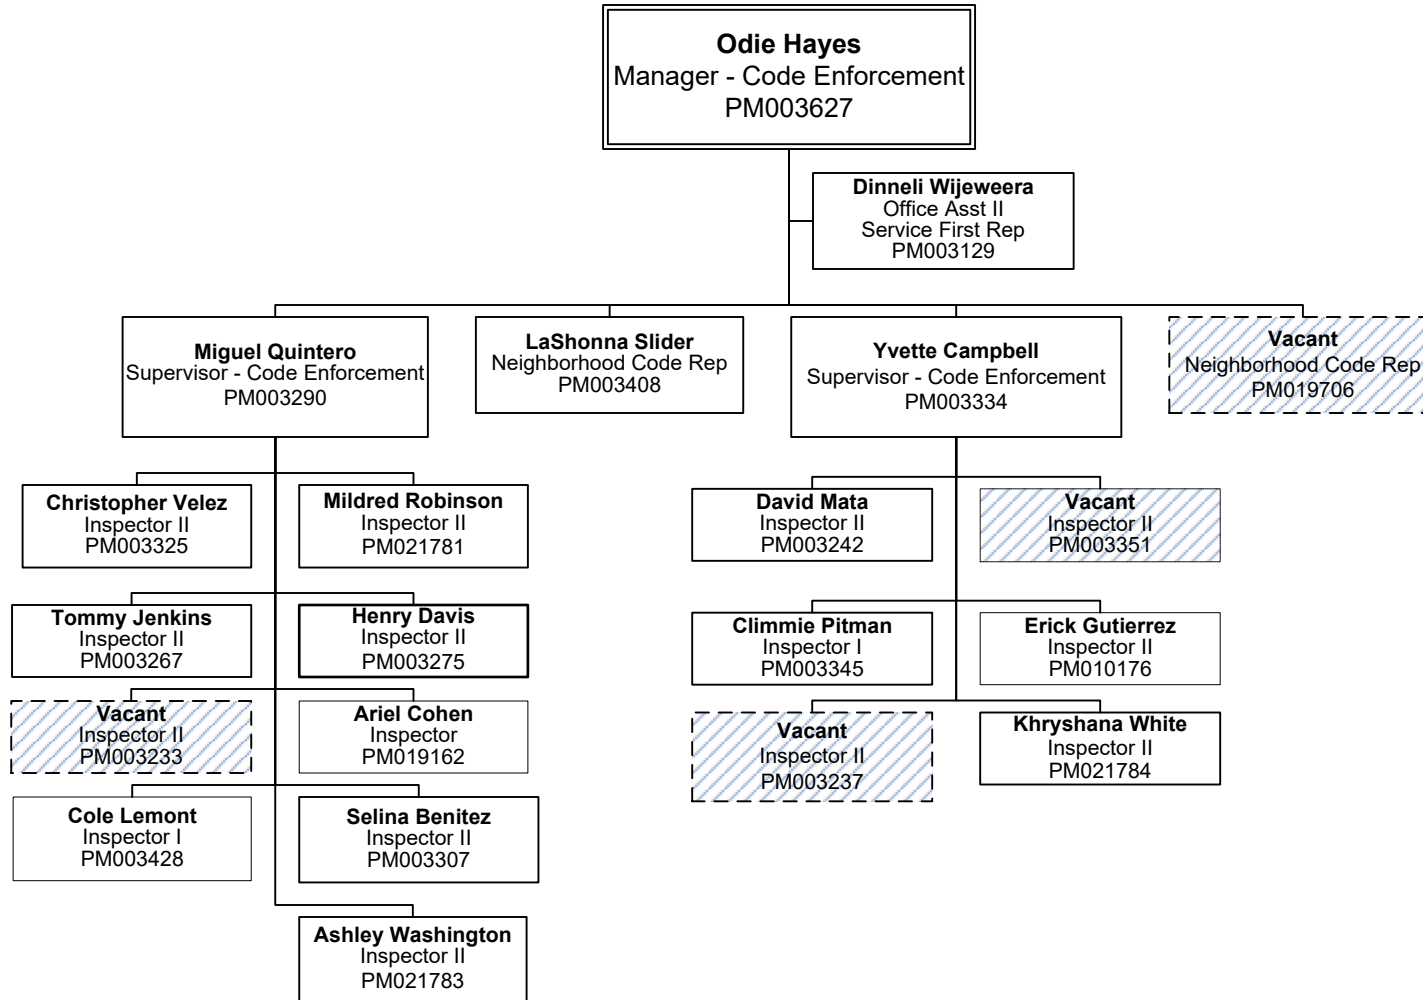 Odie Hayes
Manager - Code Enforcement
PM003627
Dinneli Wijeweera
Office Asst II
Service First Rep
PM003129
Miguel Quintero
Supervisor - Code Enforcement
PM003290
LaShonna Slider
Neighborhood Code Rep
PM003408
Yvette Campbell
Supervisor - Code Enforcement
PM003334
Vacant
Neighborhood Code Rep
PM019706
Christopher Velez
Inspector II
PM003325
Mildred Robinson
Inspector II
PM021781
Tommy Jenkins
Inspector II
PM003267
Henry Davis
Inspector II
PM003275
Vacant
Inspector II
PM003233
Ariel Cohen
Inspector
PM019162
Cole Lemont
Inspector I
PM003428
Selina Benitez
Inspector II
PM003307
Ashley Washington
Inspector II
PM021783
David Mata
Inspector II
PM003242
Vacant
Inspector II
PM003351
Climmie Pitman
Inspector I
PM003345
Erick Gutierrez
Inspector II
PM010176
Vacant
Inspector II
PM003237
Khryshana White
Inspector II
PM021784